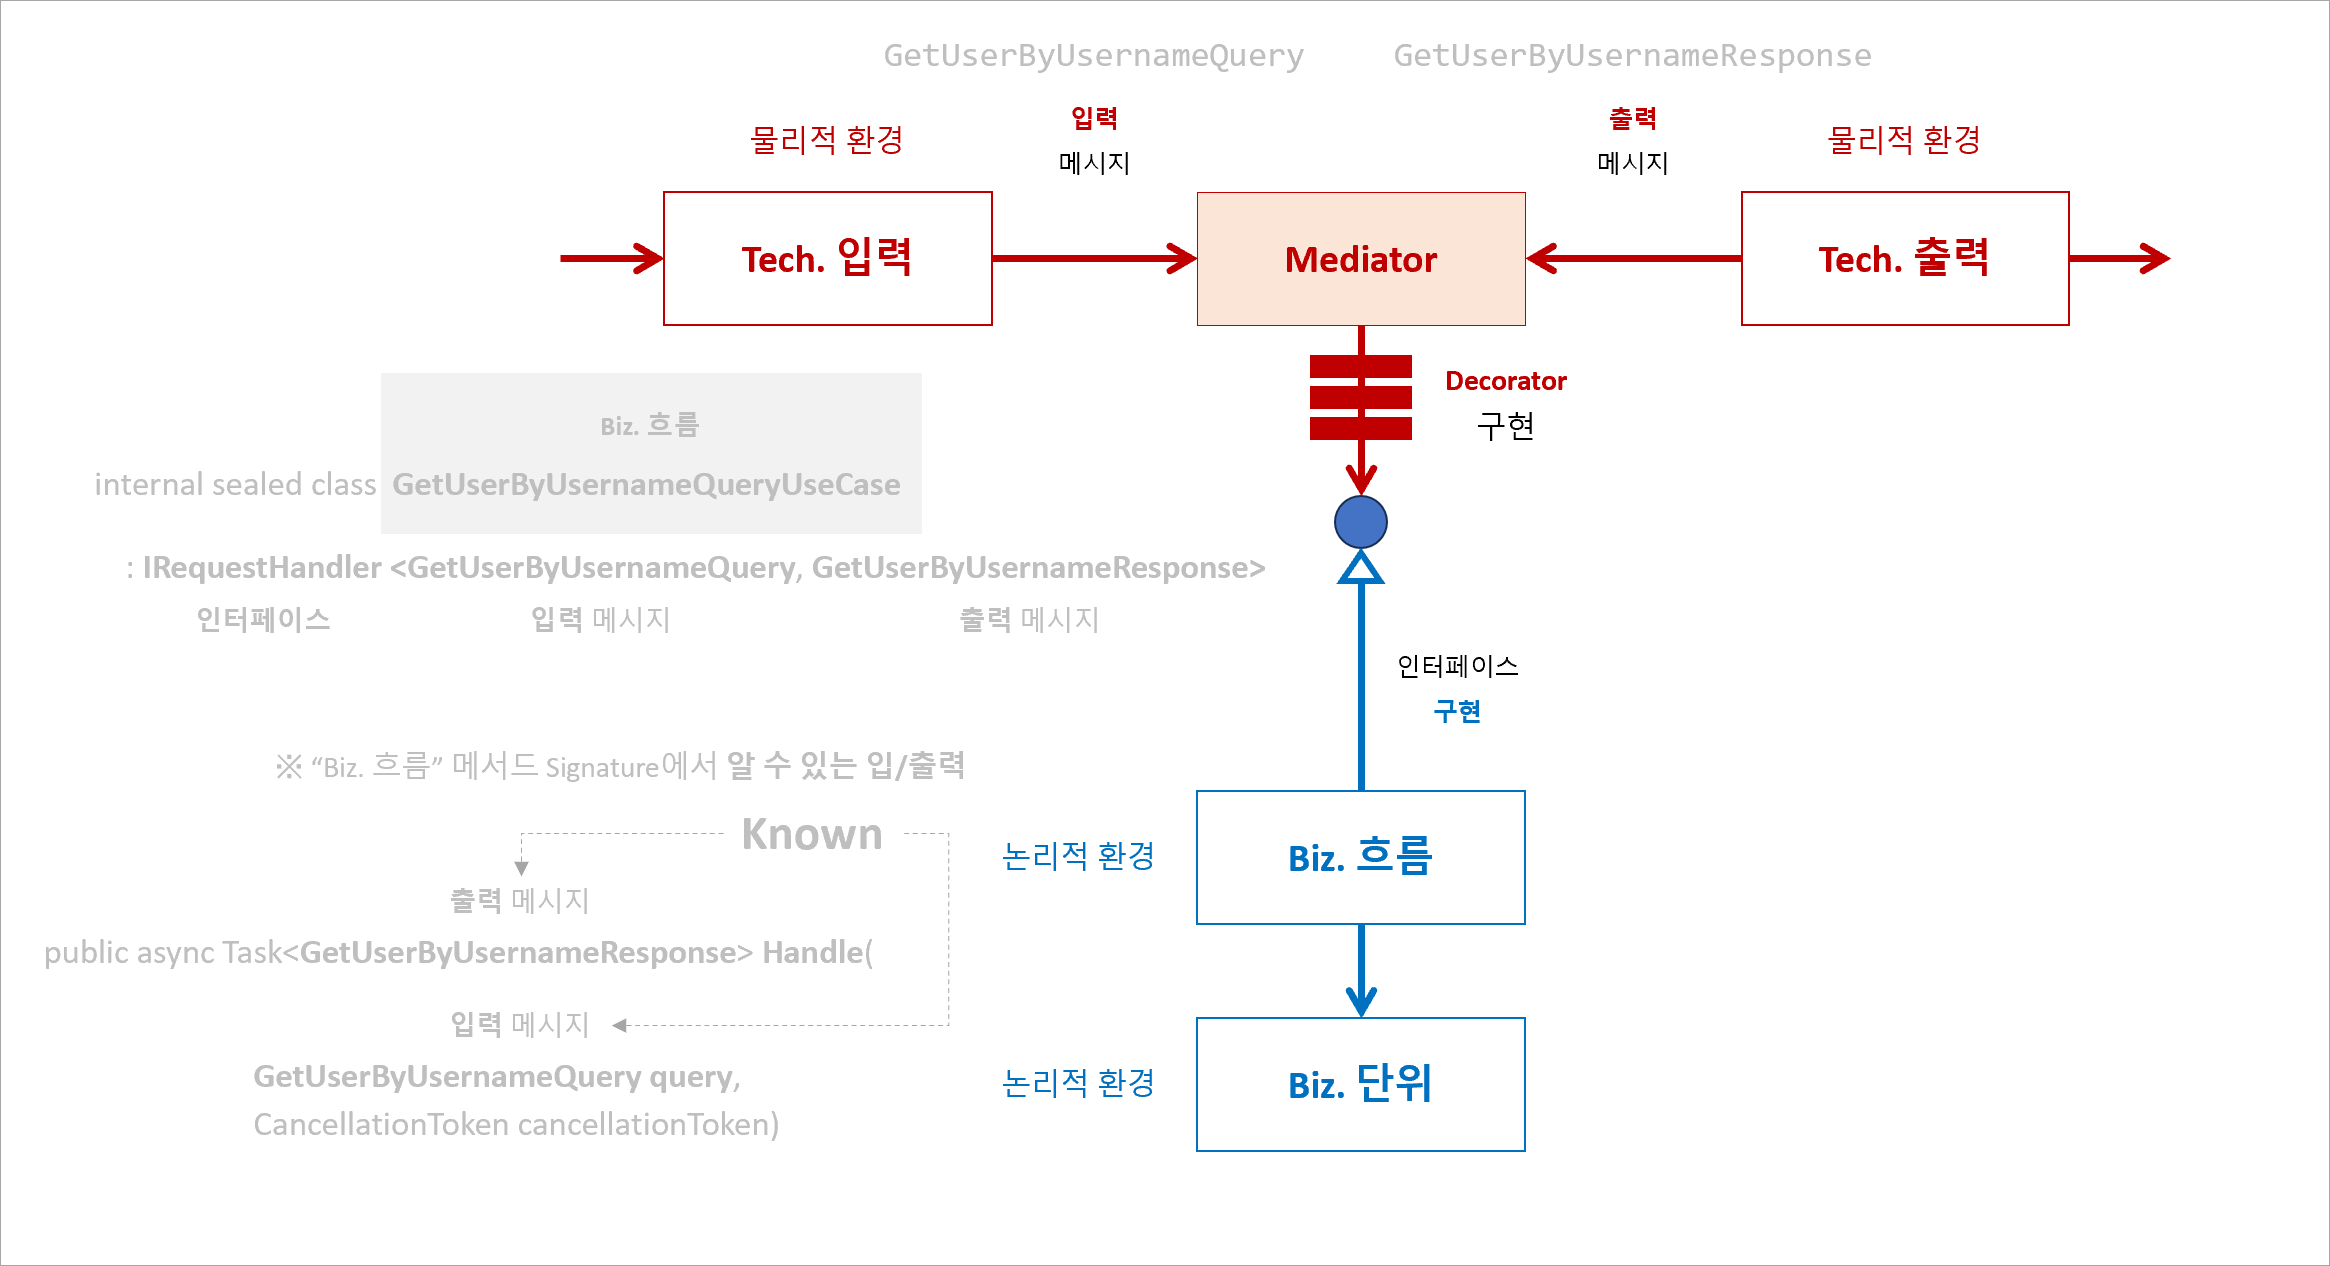 GetUserByUsernameQuery
GetUserByUsernameResponse
물리적 환경
입력
메시지
출력
메시지
물리적 환경
Tech. 입력
Mediator
Tech. 출력
Decorator
구현
Biz. 흐름
internal sealed class GetUserByUsernameQueryUseCase
: IRequestHandler <GetUserByUsernameQuery, GetUserByUsernameResponse>
인터페이스
입력 메시지
출력 메시지
인터페이스
구현
※ “Biz. 흐름” 메서드 Signature에서 알 수 있는 입/출력
Known
논리적 환경
Biz. 흐름
출력 메시지
public async Task<GetUserByUsernameResponse> Handle(
입력 메시지
GetUserByUsernameQuery query,
CancellationToken cancellationToken)
논리적 환경
Biz. 단위